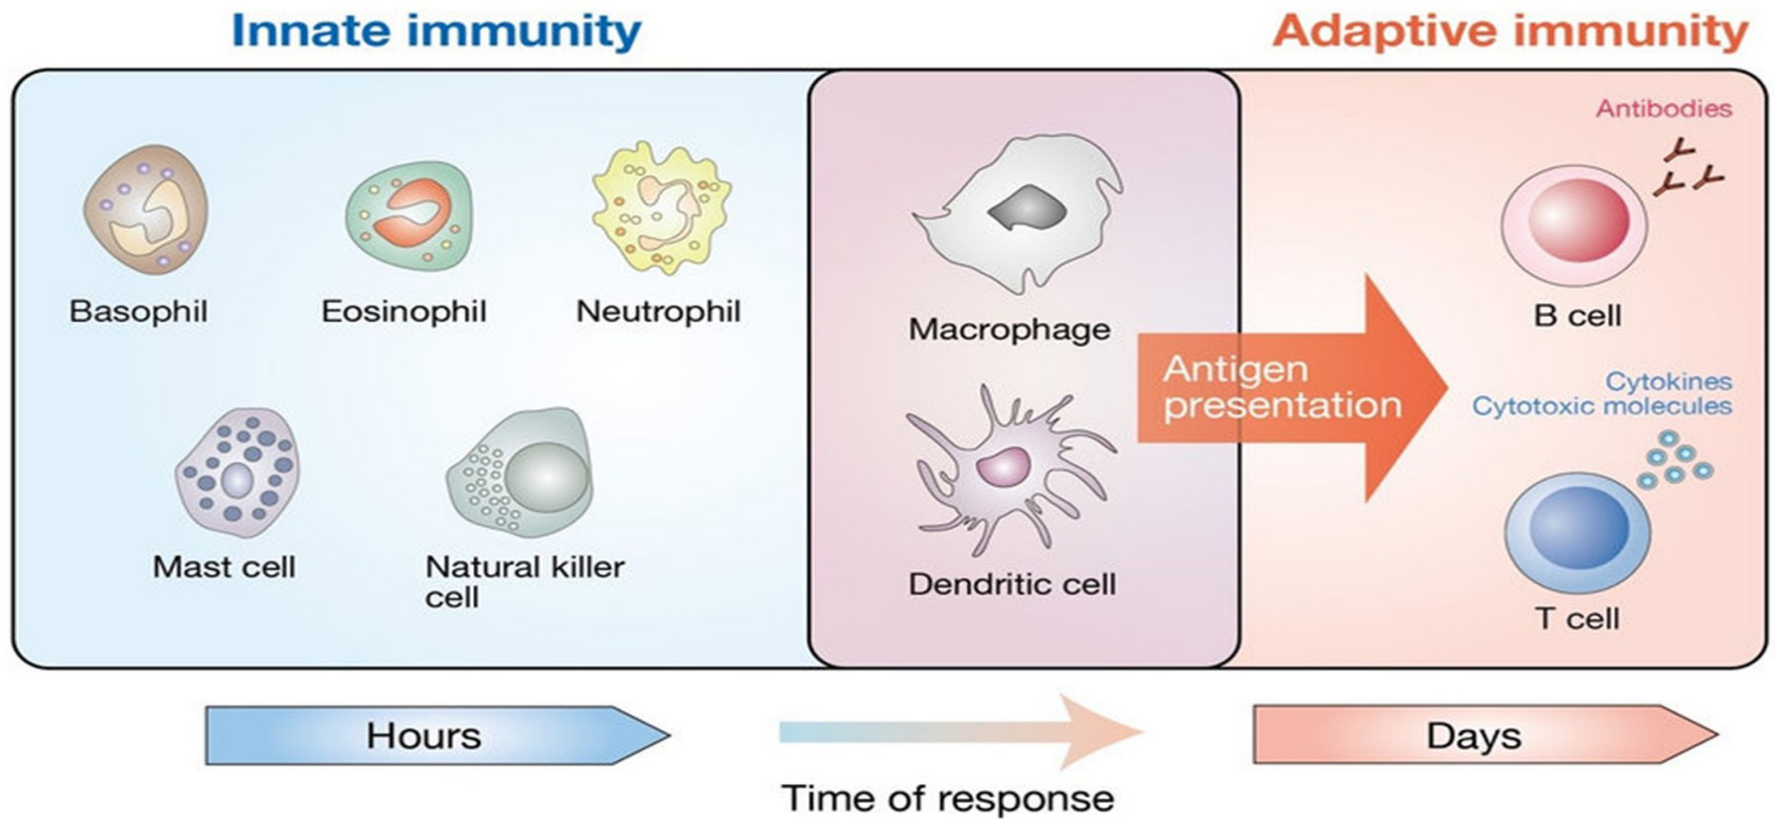 Innate immunity
Adaptive immunity
Basophil
Eosinophil
Neutrophil
Mast cell
Natural killer
cell
Macrophage
Dendritic cell
Antigen
presentation
Antibodies
B cell
Cytokines
Cytotoxic molecules
T cell
Hours
Time of response
Days